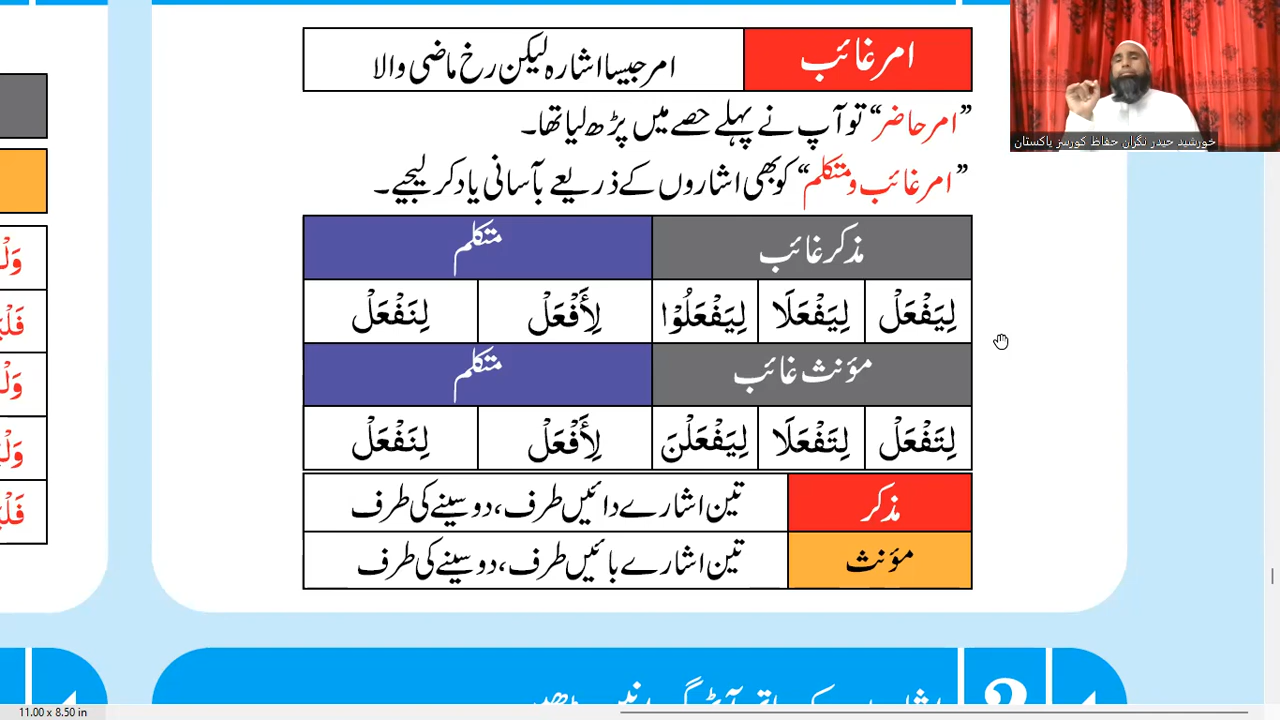 امر غائب
امر جیسا اشارہ لیکن رخ ماضی والا
”امر حاضر“ تو آپ نے پہلے حصے میں پڑھ لیا تھا۔
”امر غائب و متکلم“ کو بھی اشاروں کے ذریعے بآسانی یاد کر لیجیے۔
مذکر غائب متکلم
لِيَفْعَلْ لِيَفْعَلَا لِيَفْعَلُوْا لِأَفْعَلْ لِنَفْعَلْ
مؤنث غائب متکلم
لِتَفْعَلْ لِتَفْعَلَا لِيَفْعَلْنَ لِأَفْعَلْ لِنَفْعَلْ
مذکر تین اشارے دائیں طرف، دو سینے کی طرف
مؤنث تین اشارے بائیں طرف، دو سینے کی طرف
خورشید حیدر نگران حفاظ کورسز پاکستان
11.00 x 8.50 in